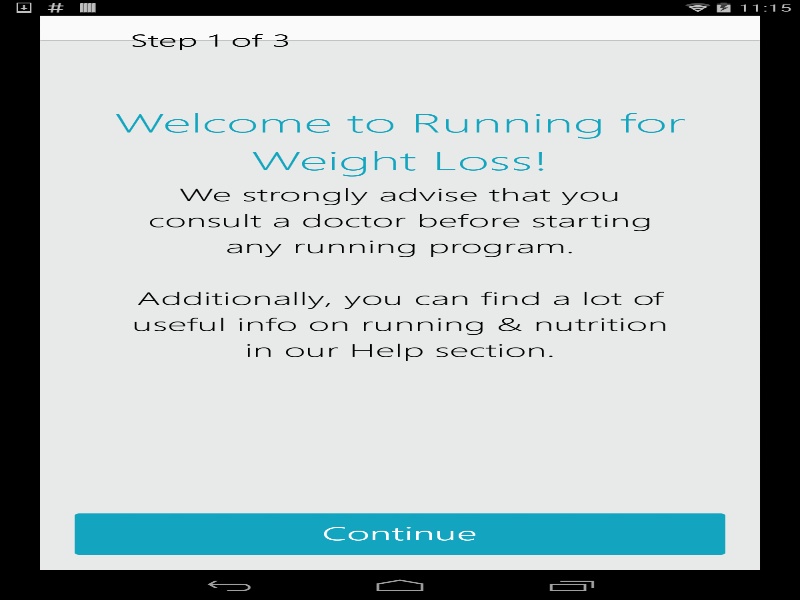 11:15
Step 1 of 3
Welcome to Running for
Weight Loss!
We strongly advise that you
consult a doctor before starting
any running program.
Additionally, you can find a lot of
useful info on running & nutrition
in our Help section.
Continue